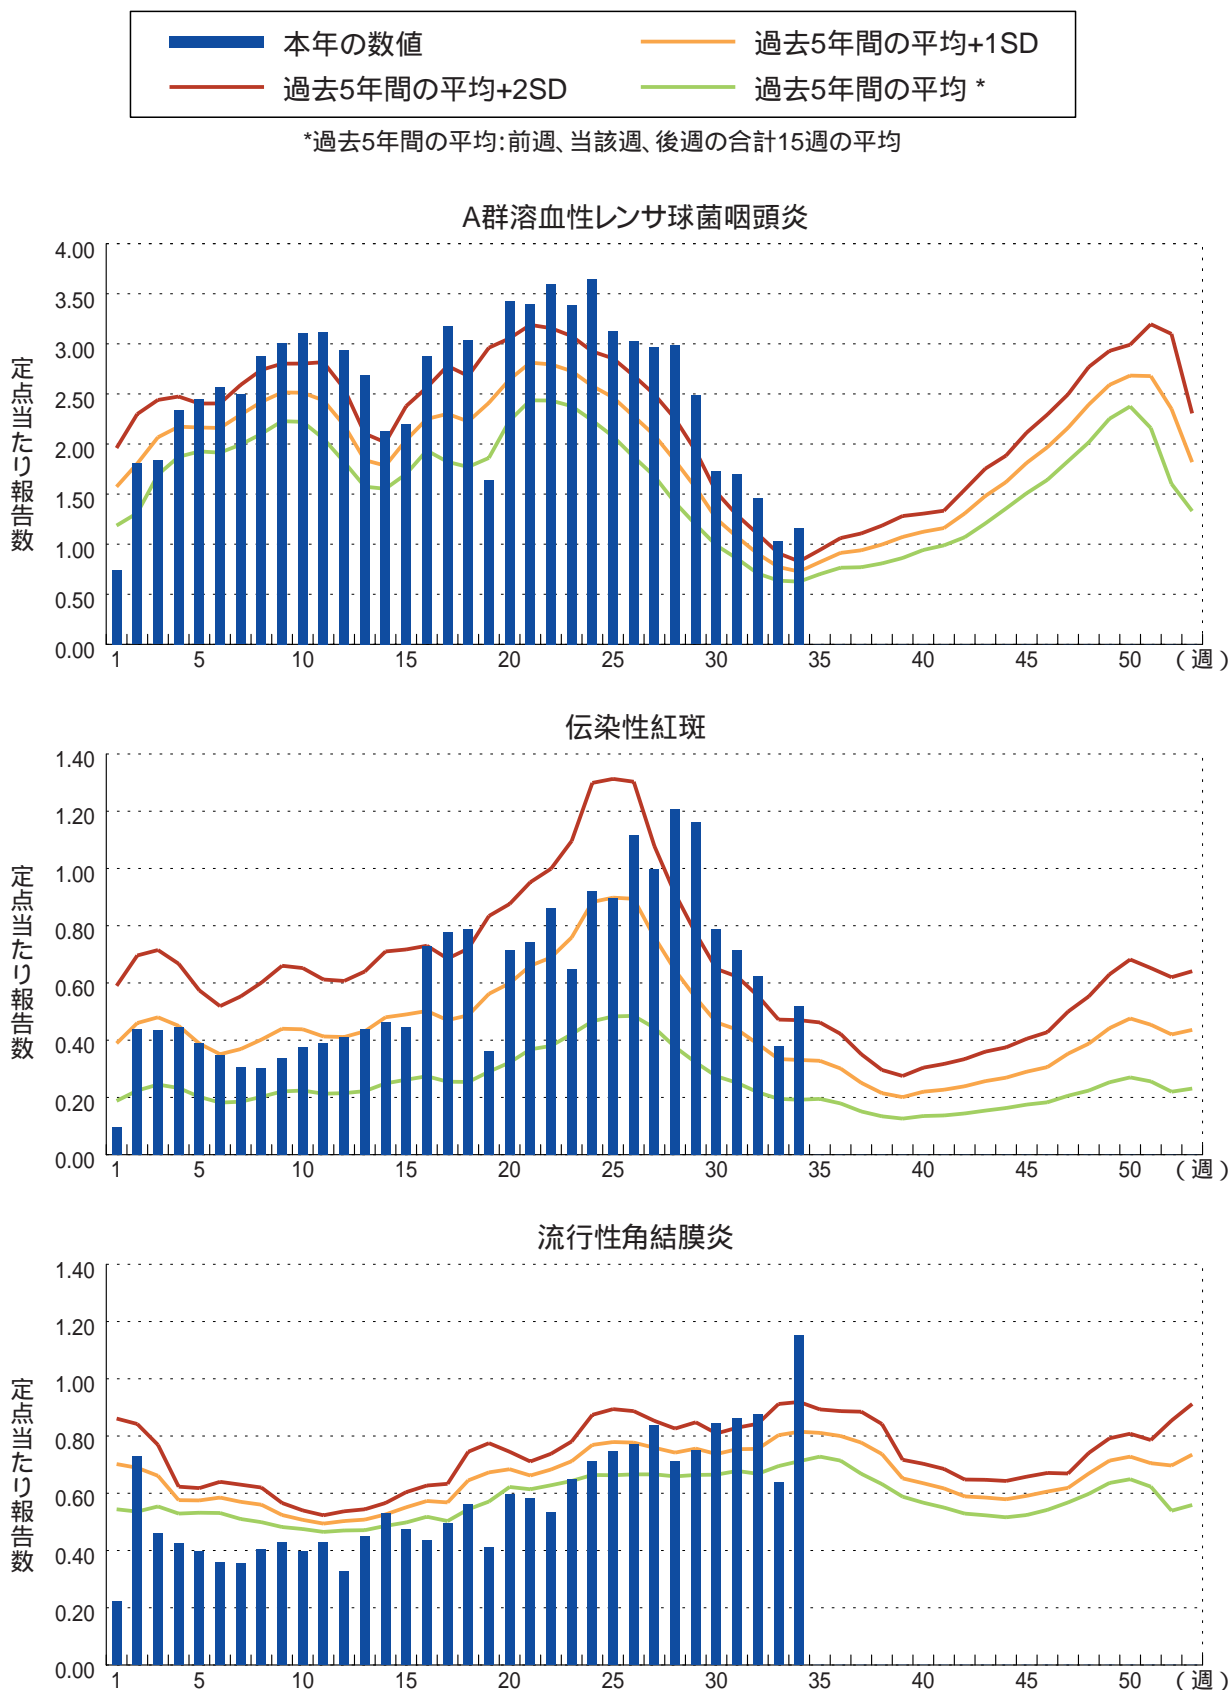 本年の数値
過去5年間の平均+1SD
過去5年間の平均+2SD
過去5年間の平均 *
*過去5年間の平均:前週、当該週、後週の合計15週の平均
A群溶血性レンサ球菌咽頭炎
定点当たり報告数
4.00
3.50
3.00
2.50
2.00
1.50
1.00
0.50
0.00
1 5 10 15 20 25 30 35 40 45 50 (週)
伝染性紅斑
定点当たり報告数
1.40
1.20
1.00
0.80
0.60
0.40
0.20
0.00
1 5 10 15 20 25 30 35 40 45 50 (週)
流行性角結膜炎
定点当たり報告数
1.40
1.20
1.00
0.80
0.60
0.40
0.20
0.00
1 5 10 15 20 25 30 35 40 45 50 (週)